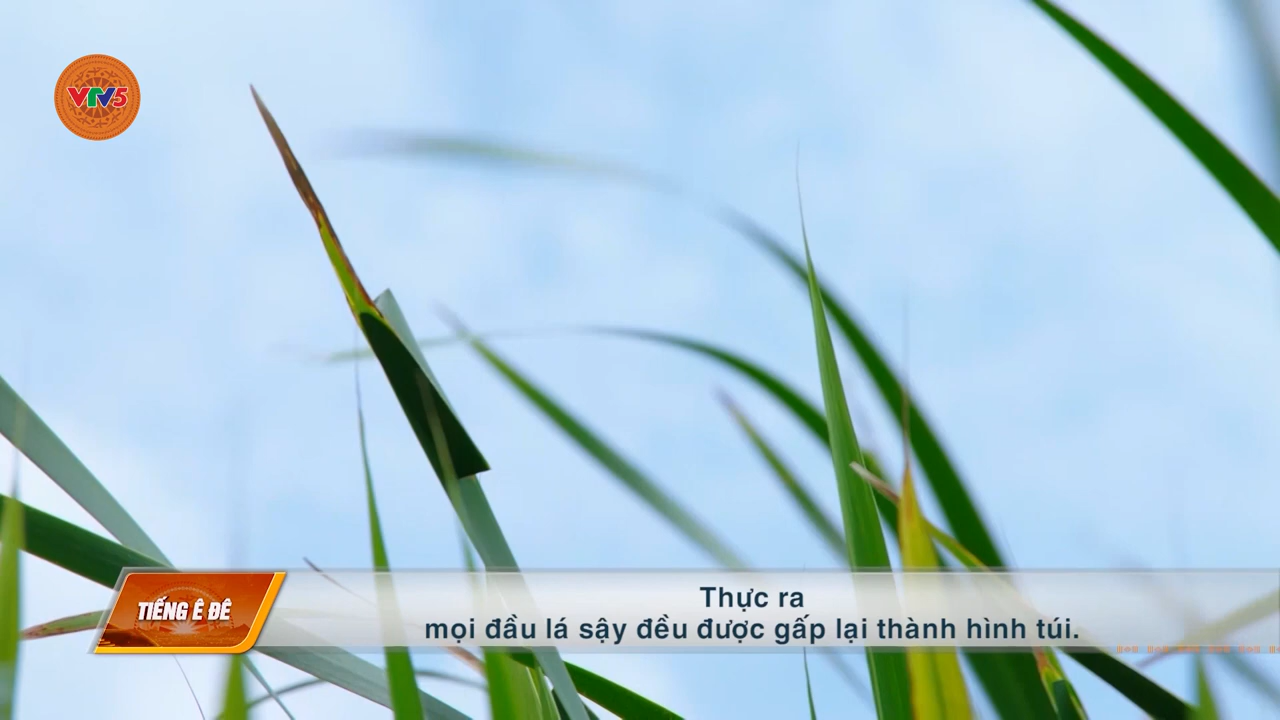 VTV5
TIẾNG Ê ĐÊ
Thực ra
mọi đầu lá sậy đều được gấp lại thành hình túi.